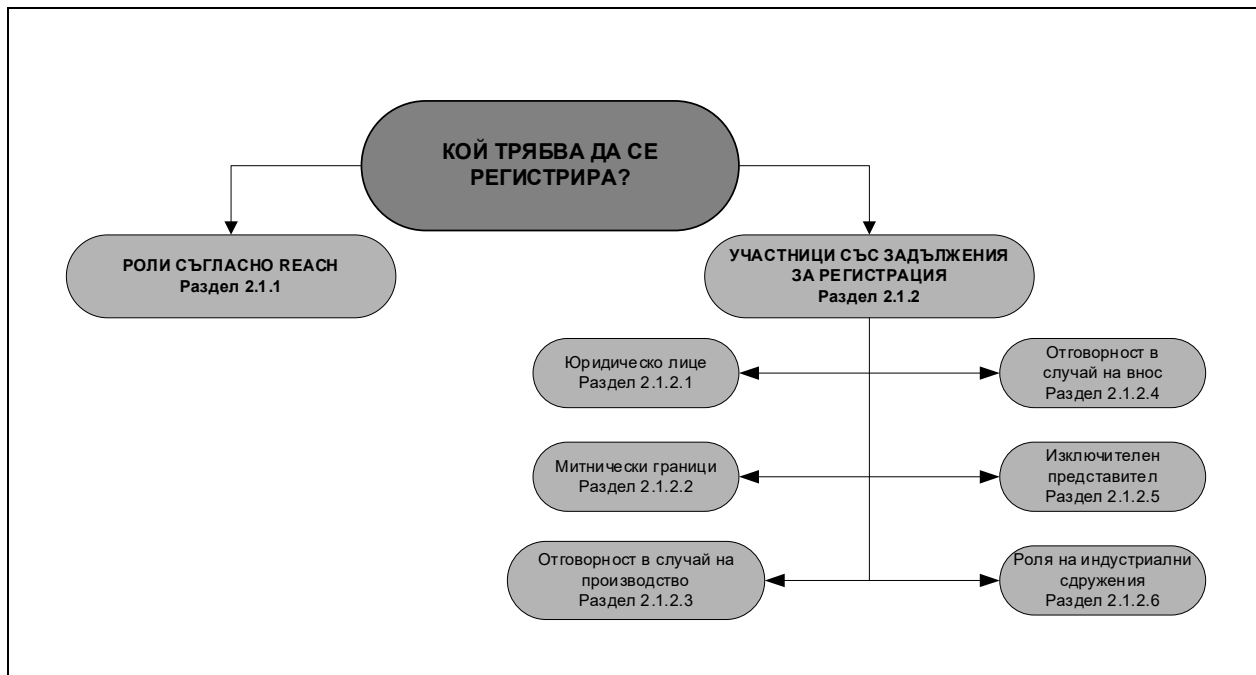 КОЙ ТРЯБВА ДА СЕ
РЕГИСТРИРА?
РОЛИ СЪГЛАСНО REACH
Раздел 2.1.1
УЧАСТНИЦИ СЪС ЗАДЪЛЖЕНИЯ
ЗА РЕГИСТРАЦИЯ
Раздел 2.1.2
Юридическо лице
Раздел 2.1.2.1
Отговорност в
случай на внос
Раздел 2.1.2.4
Митнически граници
Раздел 2.1.2.2
Изключителен
представител
Раздел 2.1.2.5
Отговорност в случай на
производство
Раздел 2.1.2.3
Роля на индустриални
сдружения
Раздел 2.1.2.6